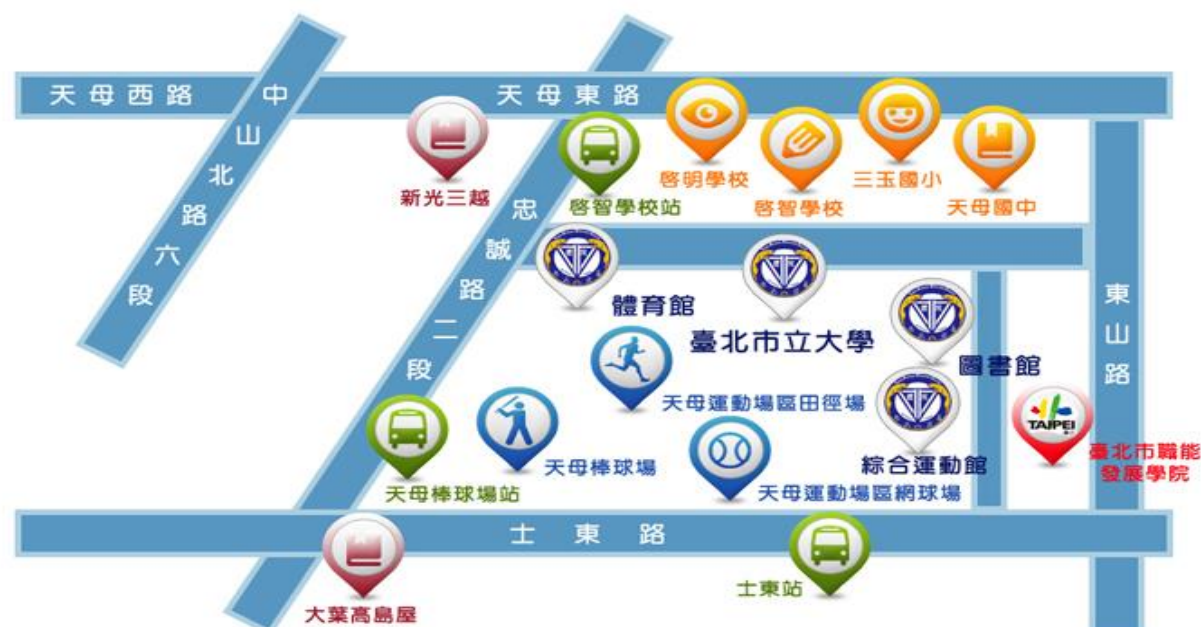 天母西路
中山北路六段
天母東路
新光三越
啓智學校站
啓明學校
啓智學校
三玉國小
天母國中
忠誠路二段
體育館
臺北市立大學
圖書館
東山路
天母運動場區田徑場
綜合運動館
TAIPEI
臺北市職能
發展學院
天母棒球場站
天母棒球場
天母運動場區網球場
士東路
大葉高島屋
士東站